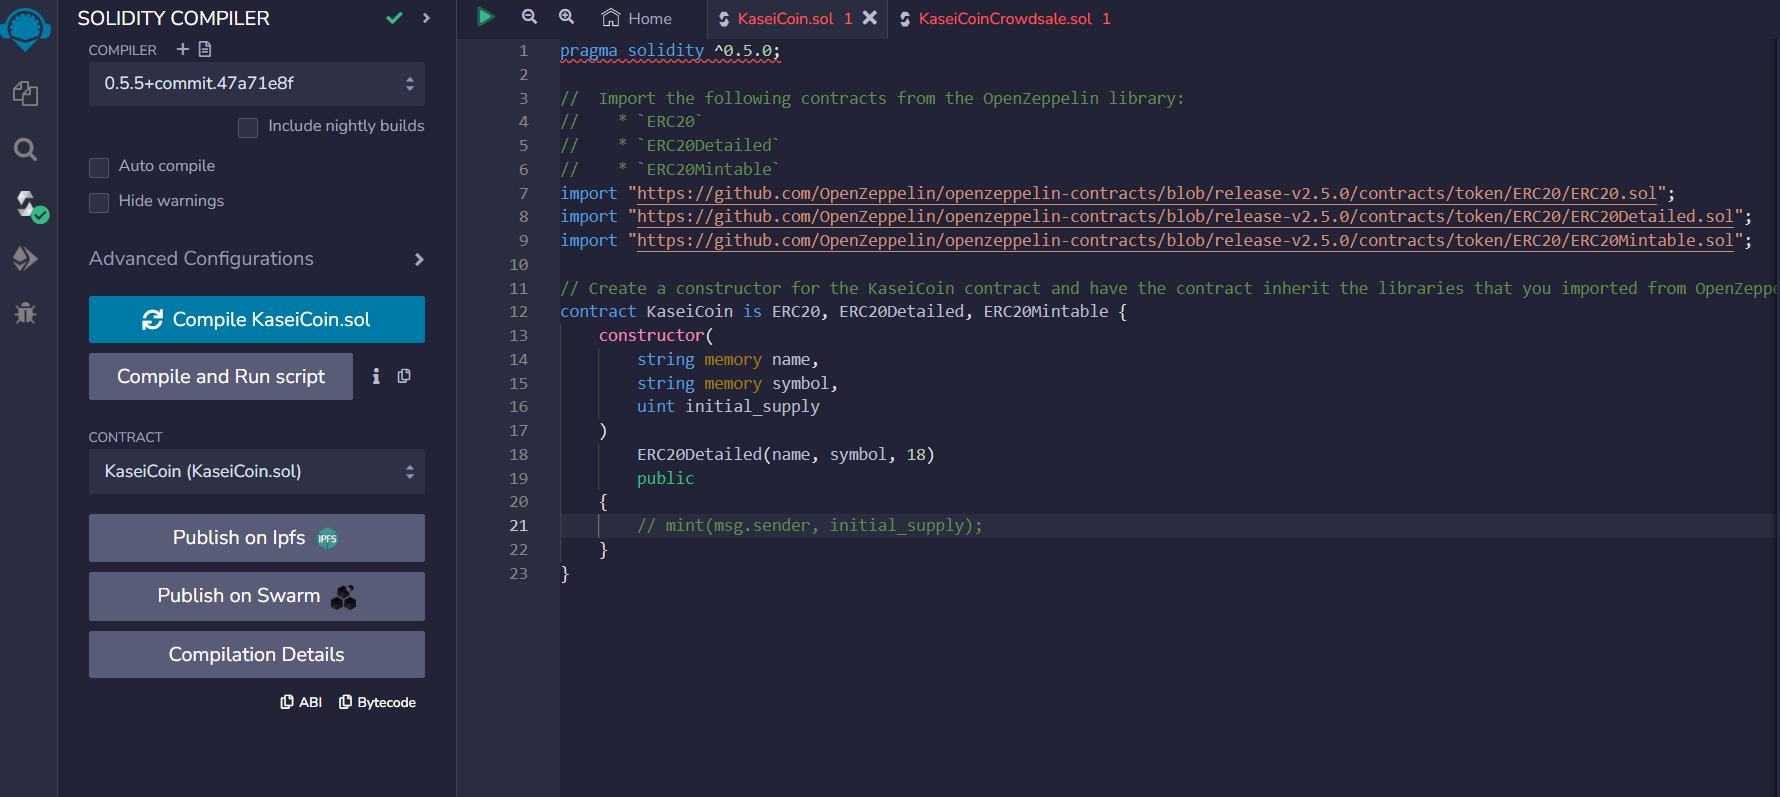 SOLIDITY COMPILER
COMPILER
0.5.5+commit.47a71e8f
Include nightly builds
Auto compile
Hide warnings
Advanced Configurations
Compile KaseiCoin.sol
Compile and Run script
CONTRACT
KaseiCoin (KaseiCoin.sol)
Publish on Ipfs IPFS
Publish on Swarm
Compilation Details
ABI Bytecode
Home KaseiCoin.sol 1 KaseiCoinCrowdsale.sol 1
1 pragma solidity ^0.5.0;
2
3 //  Import the following contracts from the OpenZeppelin library:
4 //    * `ERC20`
5 //    * `ERC20Detailed`
6 //    * `ERC20Mintable`
7 import "https://github.com/OpenZeppelin/openzeppelin-contracts/blob/release-v2.5.0/contracts/token/ERC20/ERC20.sol";
8 import "https://github.com/OpenZeppelin/openzeppelin-contracts/blob/release-v2.5.0/contracts/token/ERC20/ERC20Detailed.sol";
9 import "https://github.com/OpenZeppelin/openzeppelin-contracts/blob/release-v2.5.0/contracts/token/ERC20/ERC20Mintable.sol";
10
11 // Create a constructor for the KaseiCoin contract and have the contract inherit the libraries that you imported from OpenZeppe
12 contract KaseiCoin is ERC20, ERC20Detailed, ERC20Mintable {
13     constructor(
14         string memory name,
15         string memory symbol,
16         uint initial_supply
17     )
18         ERC20Detailed(name, symbol, 18)
19         public
20     {
21         // mint(msg.sender, initial_supply);
22     }
23 }